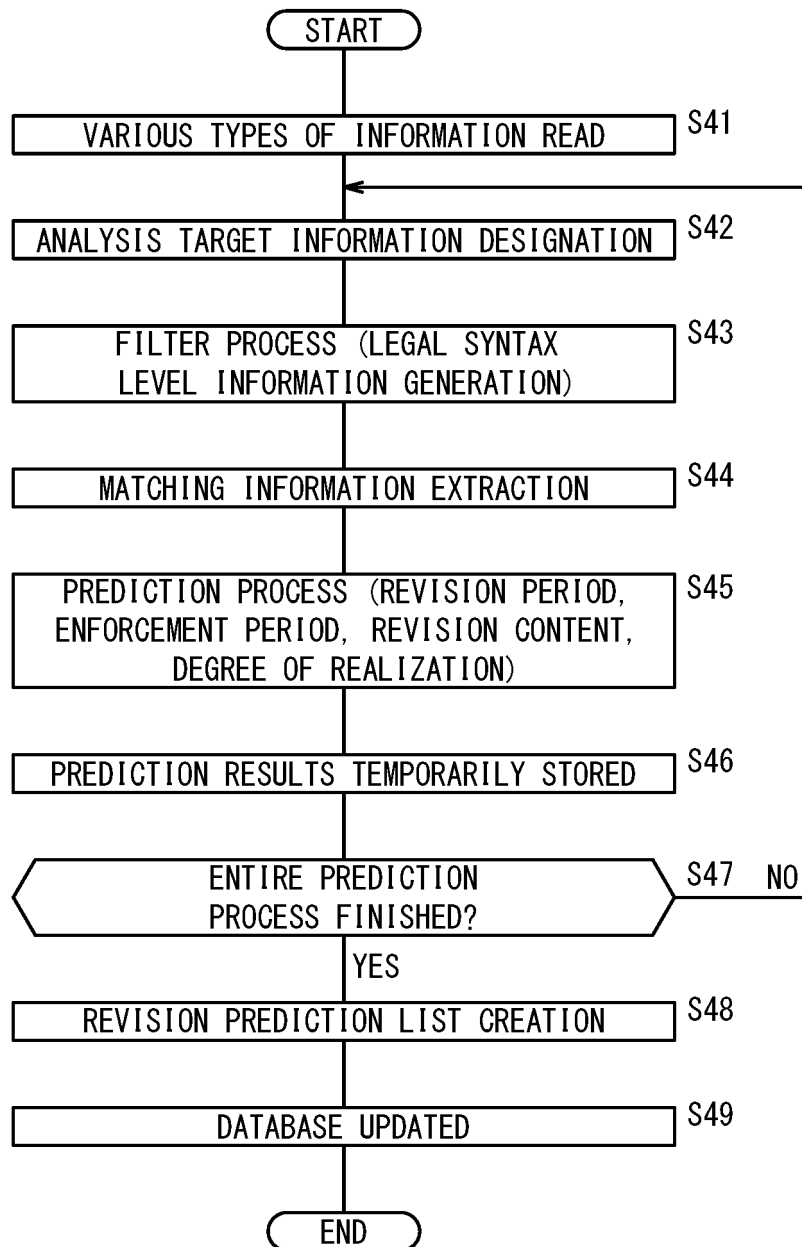 START
VARIOUS TYPES OF INFORMATION READ
S41
ANALYSIS TARGET INFORMATION DESIGNATION
S42
FILTER PROCESS (LEGAL SYNTAX
LEVEL INFORMATION GENERATION)
S43
MATCHING INFORMATION EXTRACTION
S44
PREDICTION PROCESS (REVISION PERIOD,
ENFORCEMENT PERIOD, REVISION CONTENT,
DEGREE OF REALIZATION)
S45
PREDICTION RESULTS TEMPORARILY STORED
S46
ENTIRE PREDICTION
PROCESS FINISHED?
S47 NO
YES
REVISION PREDICTION LIST CREATION
S48
DATABASE UPDATED
S49
END